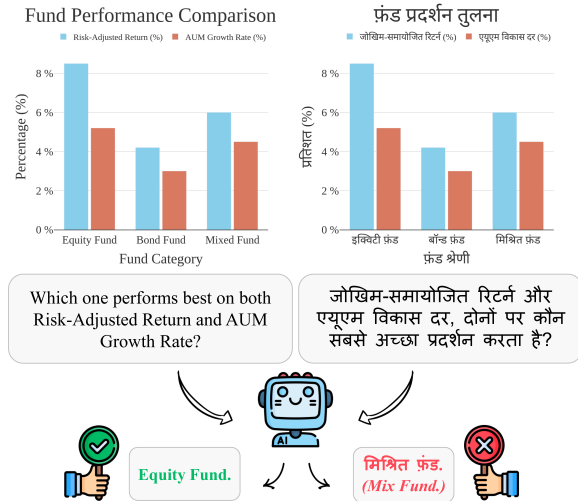 Fund Performance Comparison
Risk-Adjusted Return (%) AUM Growth Rate (%)
8 %
6 %
4 %
2 %
0 %
Percentage (%)
Equity Fund Bond Fund Mixed Fund
Fund Category
फ़ंड प्रदर्शन तुलना
जोखिम-समायोजित रिटर्न (%) एयूएम विकास दर (%)
8 %
6 %
4 %
2 %
0 %
प्रतिशत (%)
इक्विटी फ़ंड बॉन्ड फ़ंड मिश्रित फ़ंड
फ़ंड श्रेणी
Which one performs best on both
Risk-Adjusted Return and AUM
Growth Rate?
जोखिम-समायोजित रिटर्न और
एयूएम विकास दर, दोनों पर कौन
सबसे अच्छा प्रदर्शन करता है?
AI
Equity Fund.
मिश्रित फ़ंड.
(Mix Fund.)